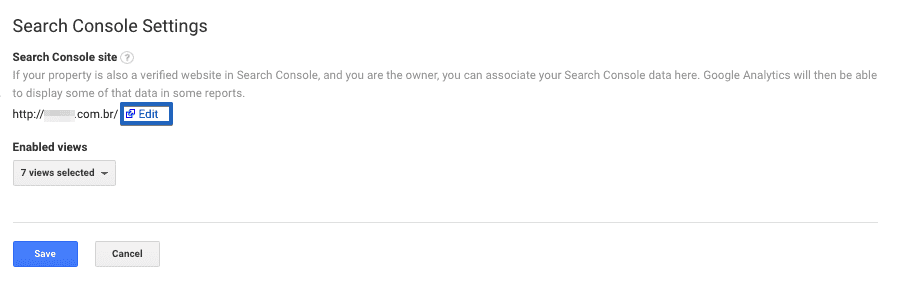 Search Console Settings
Search Console site ?
If your property is also a verified website in Search Console, and you are the owner, you can associate your Search Console data here. Google Analytics will then be able
to display some of that data in some reports.
http:// .com.br/ Edit
Enabled views
7 views selected
Save Cancel